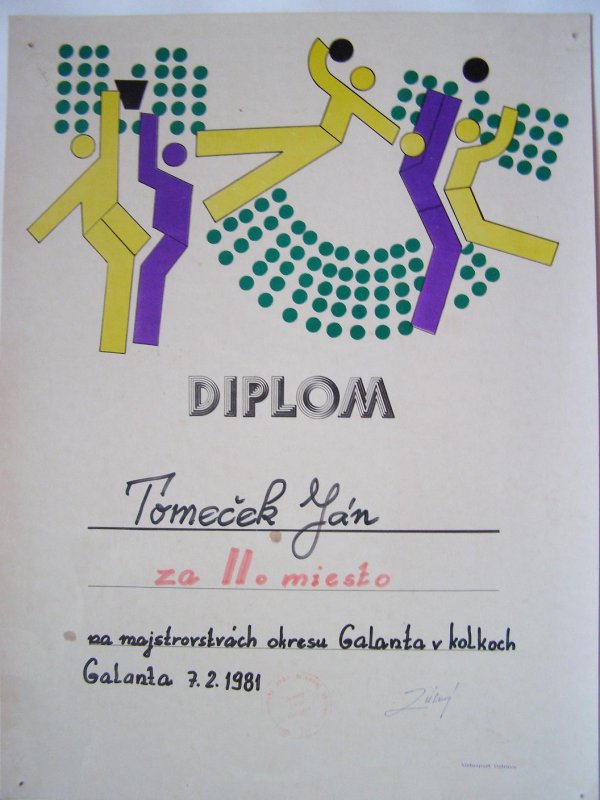 DIPLOM
Tomeček Ján
za II. miesto
na majstrovstvách okresu Galanta v kolkoch
Galanta 7.2.1981